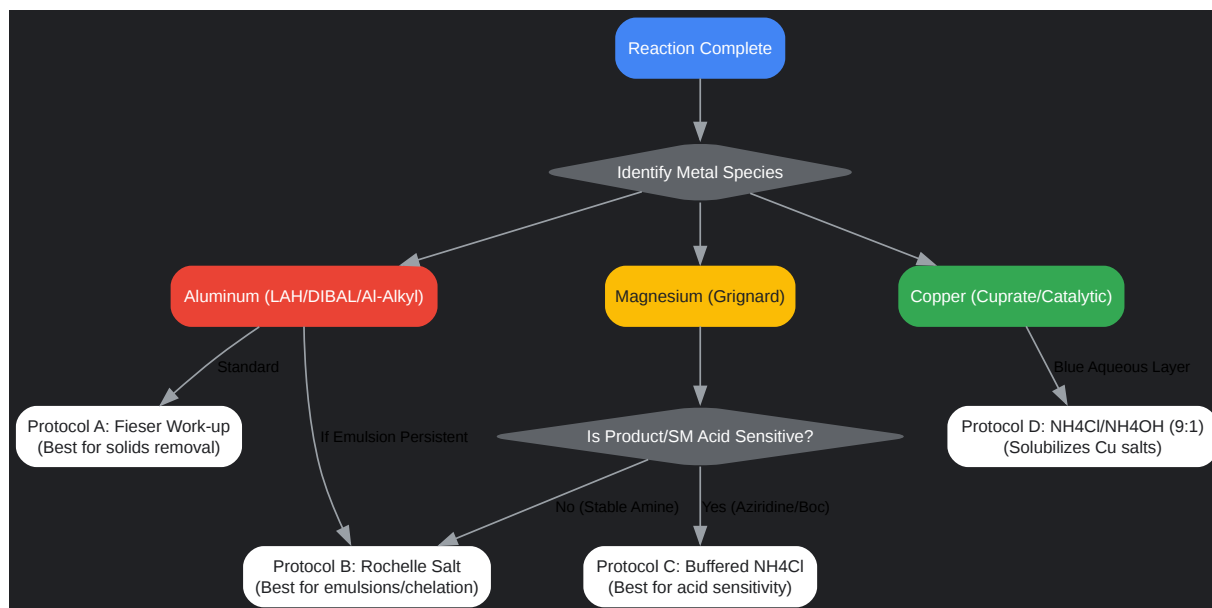 Reaction Complete
Identify Metal Species
Aluminum (LAH/DIBAL/Al-Alkyl)
Magnesium (Grignard)
Copper (Cuprate/Catalytic)
Standard
Blue Aqueous Layer
Protocol A: Fieser Work-up
(Best for solids removal)
If Emulsion Persistent
Is Product/SM Acid Sensitive?
Protocol D: NH4Cl/NH4OH (9:1)
(Solubilizes Cu salts)
No (Stable Amine)
Yes (Aziridine/Boc)
Protocol B: Rochelle Salt
(Best for emulsions/chelation)
Protocol C: Buffered NH4Cl
(Best for acid sensitivity)